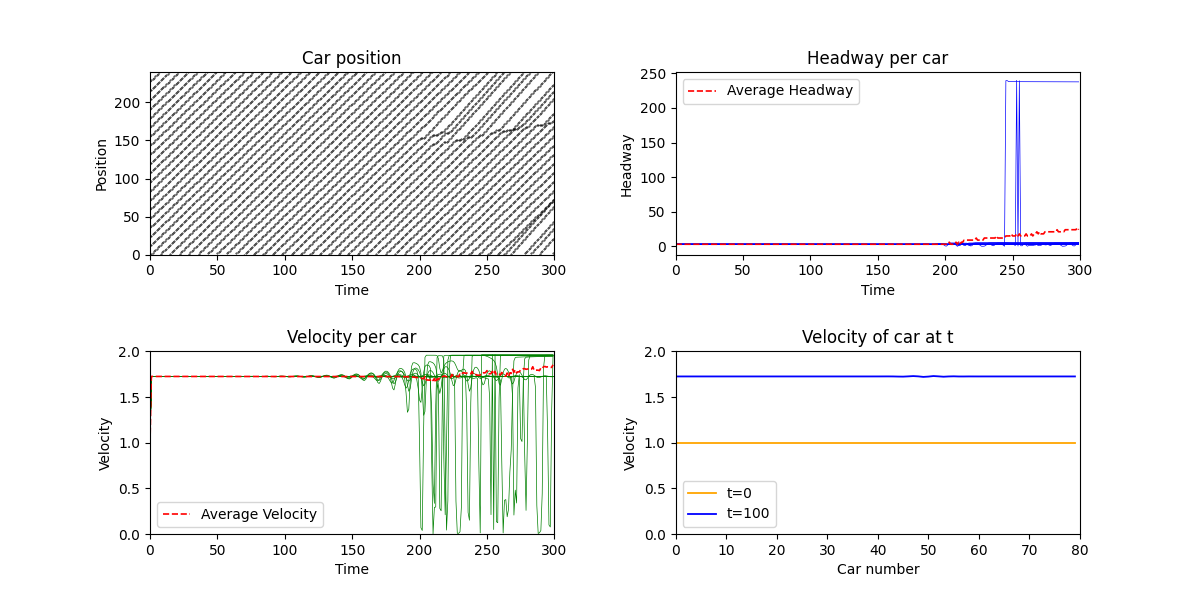 Car position
200
150
100
50
0
Position
0 50 100 150 200 250 300
Time
Headway per car
250
200
150
100
50
0
Headway
Average Headway
0 50 100 150 200 250 300
Time
Velocity per car
2.0
1.5
1.0
0.5
0.0
Velocity
Average Velocity
0 50 100 150 200 250 300
Time
Velocity of car at t
2.0
1.5
1.0
0.5
0.0
Velocity
t=0
t=100
0 10 20 30 40 50 60 70 80
Car number